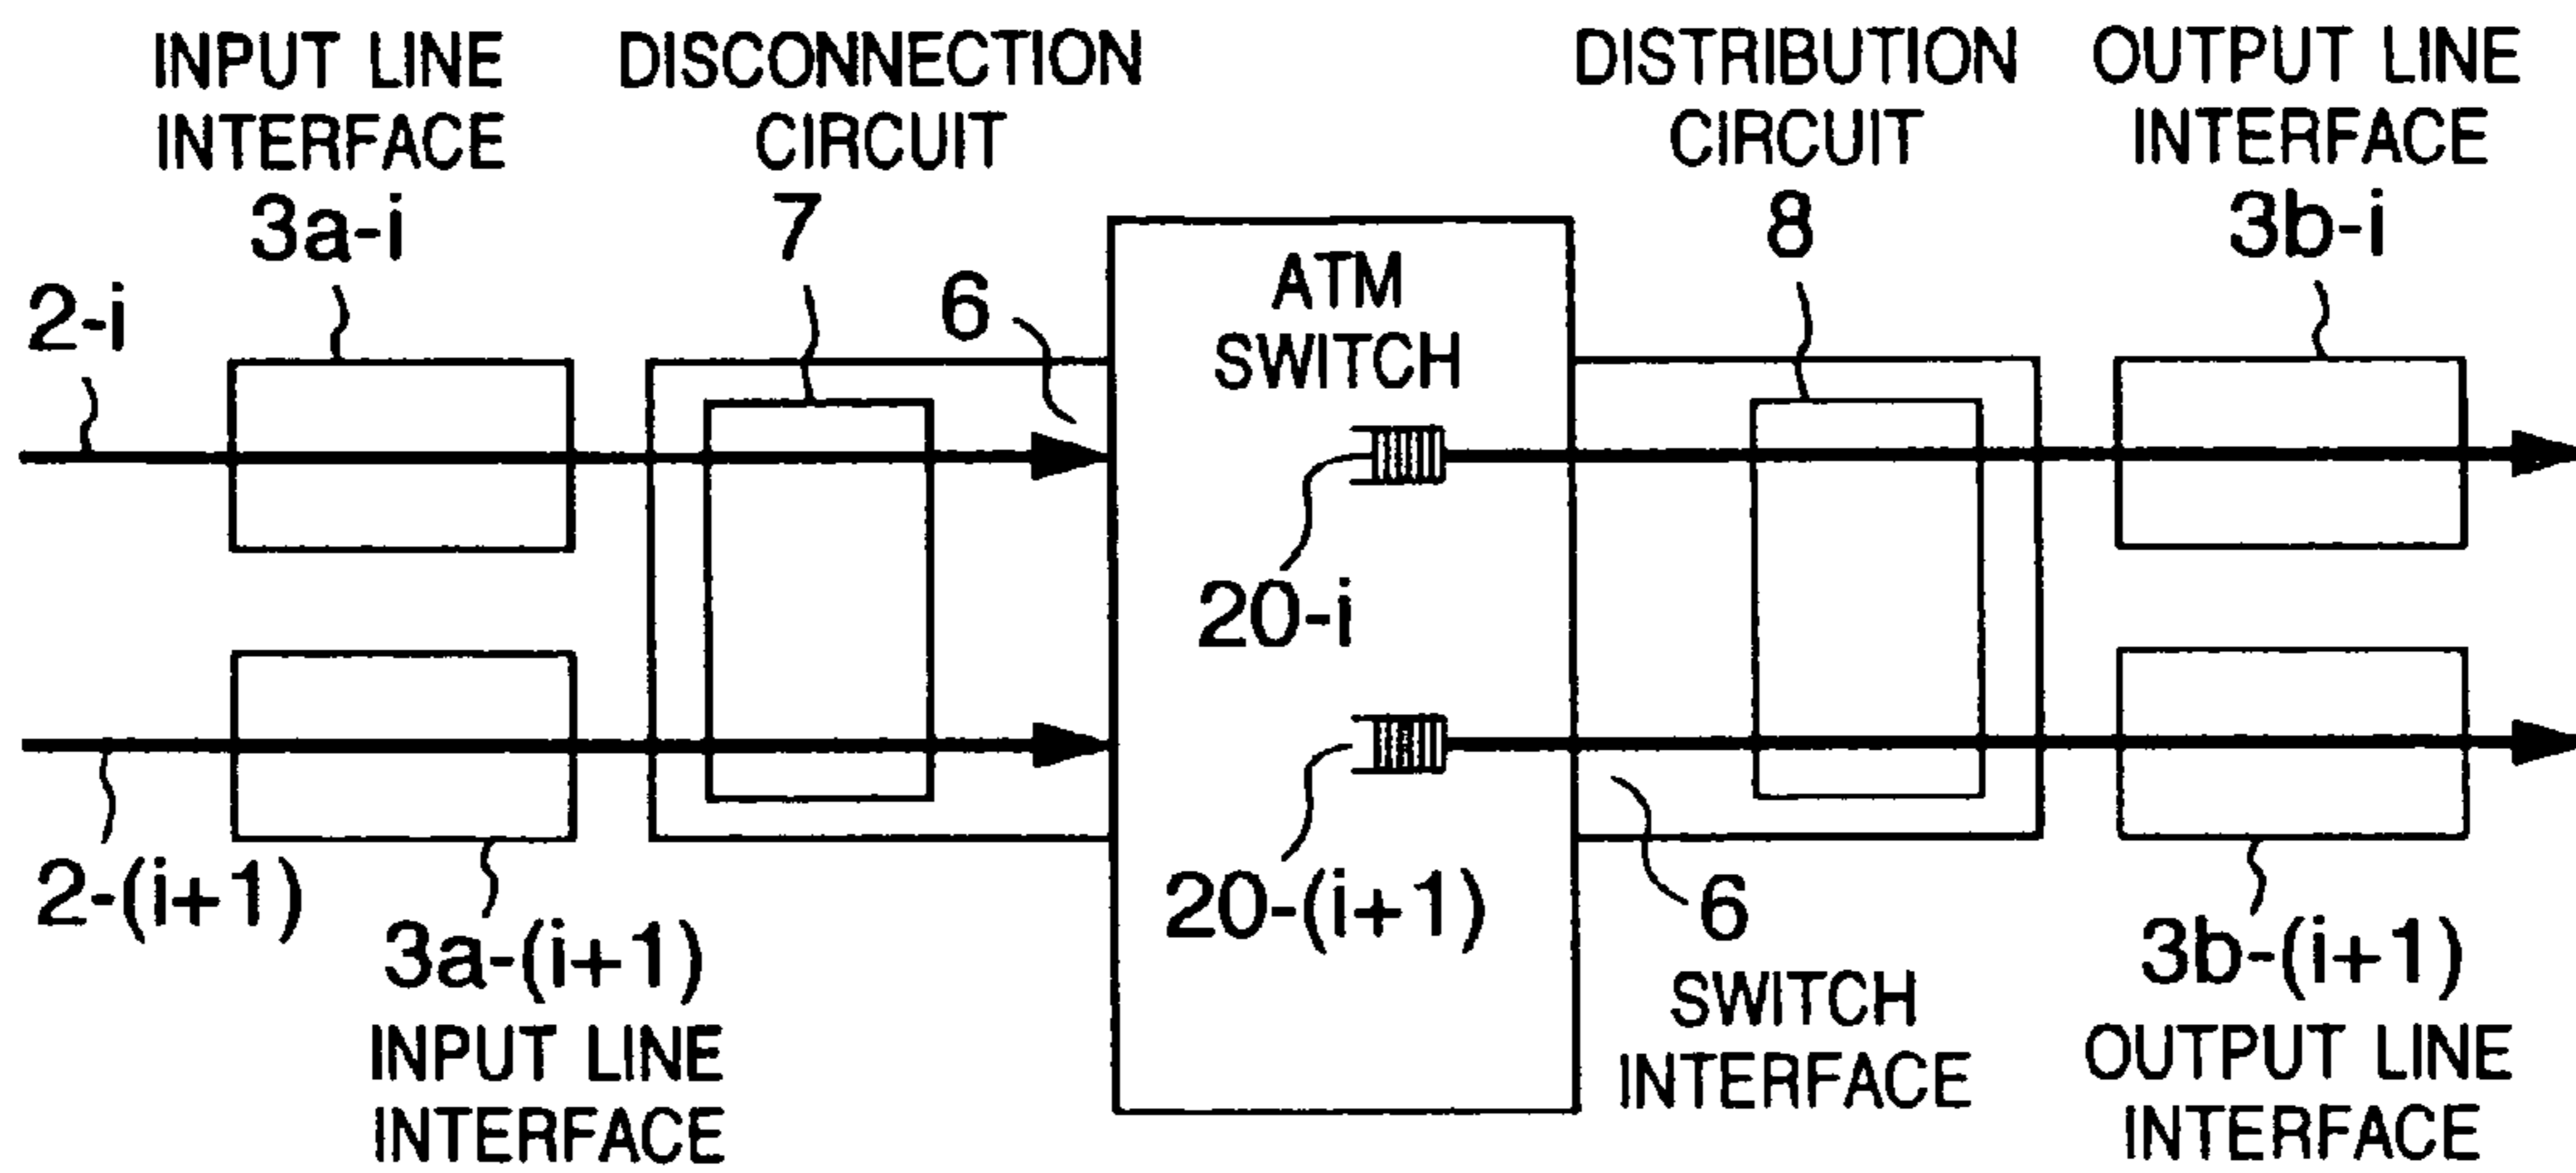 INPUT LINE
INTERFACE
3a-i
DISCONNECTION
CIRCUIT
7
DISTRIBUTION
CIRCUIT
8
OUTPUT LINE
INTERFACE
3b-i
2-i
6
ATM
SWITCH
20-i
2-(i+1)
3a-(i+1)
INPUT LINE
INTERFACE
20-(i+1)
6
SWITCH
INTERFACE
3b-(i+1)
OUTPUT LINE
INTERFACE